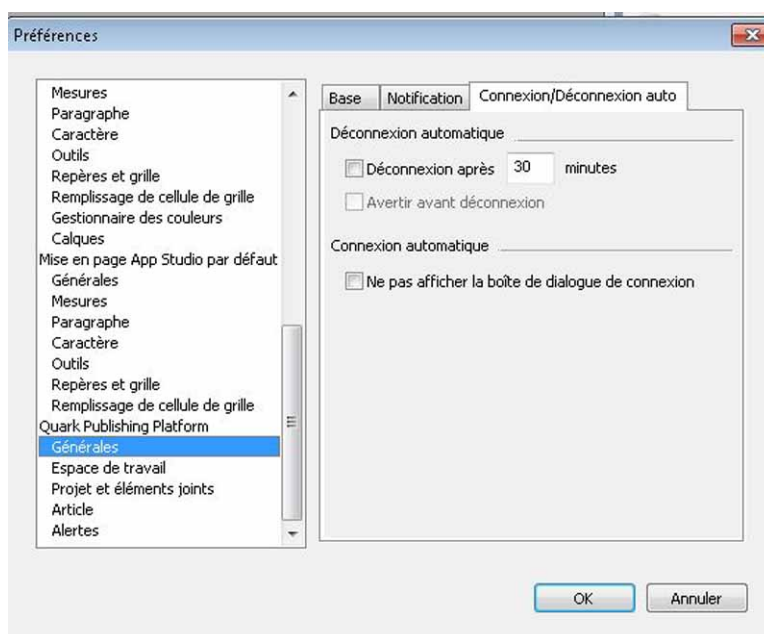 Préférences
Mesures
Paragraphe
Caractère
Outils
Repères et grille
Remplissage de cellule de grille
Gestionnaire des couleurs
Calques
Mise en page App Studio par défaut
Générales
Mesures
Paragraphe
Caractère
Outils
Repères et grille
Remplissage de cellule de grille
Quark Publishing Platform
Générales
Espace de travail
Projet et éléments joints
Article
Alertes
Base Notification Connexion/Déconnexion auto
Déconnexion automatique
Déconnexion après 30 minutes
Avertir avant déconnexion
Connexion automatique
Ne pas afficher la boîte de dialogue de connexion
OK Annuler